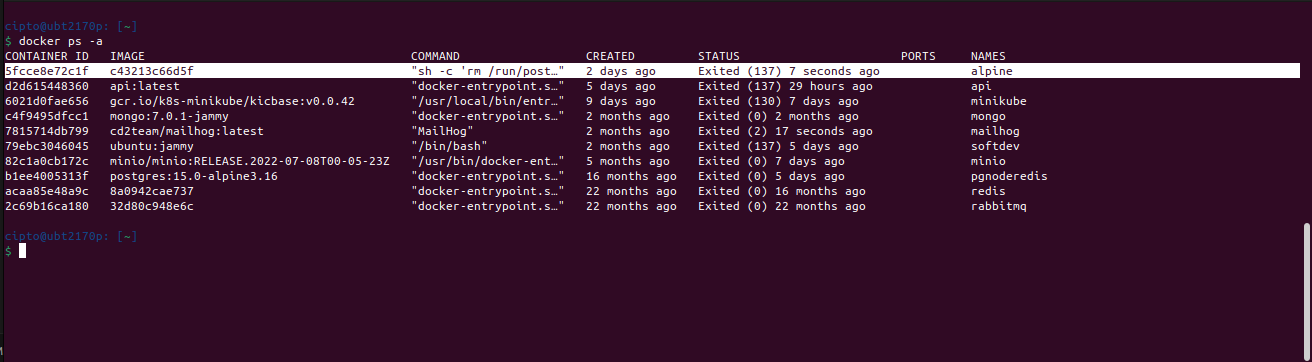 cipto@ubt2170p: [~]
$ docker ps -a
CONTAINER ID   IMAGE                                      COMMAND                  CREATED         STATUS                       PORTS     NAMES
5fcce8e72c1f   c43213c66d5f                               "sh -c 'rm /run/post…"   2 days ago      Exited (137) 7 seconds ago             alpine
d2d615448360   api:latest                                 "docker-entrypoint.s…"   5 days ago      Exited (137) 29 hours ago              api
6021d0fae656   gcr.io/k8s-minikube/kicbase:v0.0.42        "/usr/local/bin/entr…"   9 days ago      Exited (130) 7 days ago                minikube
c4f9495dfcc1   mongo:7.0.1-jammy                          "docker-entrypoint.s…"   2 months ago    Exited (0) 2 months ago                mongo
7815714db799   cd2team/mailhog:latest                     "MailHog"                2 months ago    Exited (2) 17 seconds ago              mailhog
79ebc3046045   ubuntu:jammy                               "/bin/bash"              2 months ago    Exited (137) 5 days ago                softdev
82c1a0cb172c   minio/minio:RELEASE.2022-07-08T00-05-23Z   "/usr/bin/docker-ent…"   5 months ago    Exited (0) 7 days ago                  minio
b1ee4005313f   postgres:15.0-alpine3.16                   "docker-entrypoint.s…"   16 months ago   Exited (0) 5 days ago                  pgnoderedis
acaa85e48a9c   8a0942cae737                               "docker-entrypoint.s…"   22 months ago   Exited (0) 16 months ago               redis
2c69b16ca180   32d80c948e6c                               "docker-entrypoint.s…"   22 months ago   Exited (0) 22 months ago               rabbitmq
cipto@ubt2170p: [~]
$